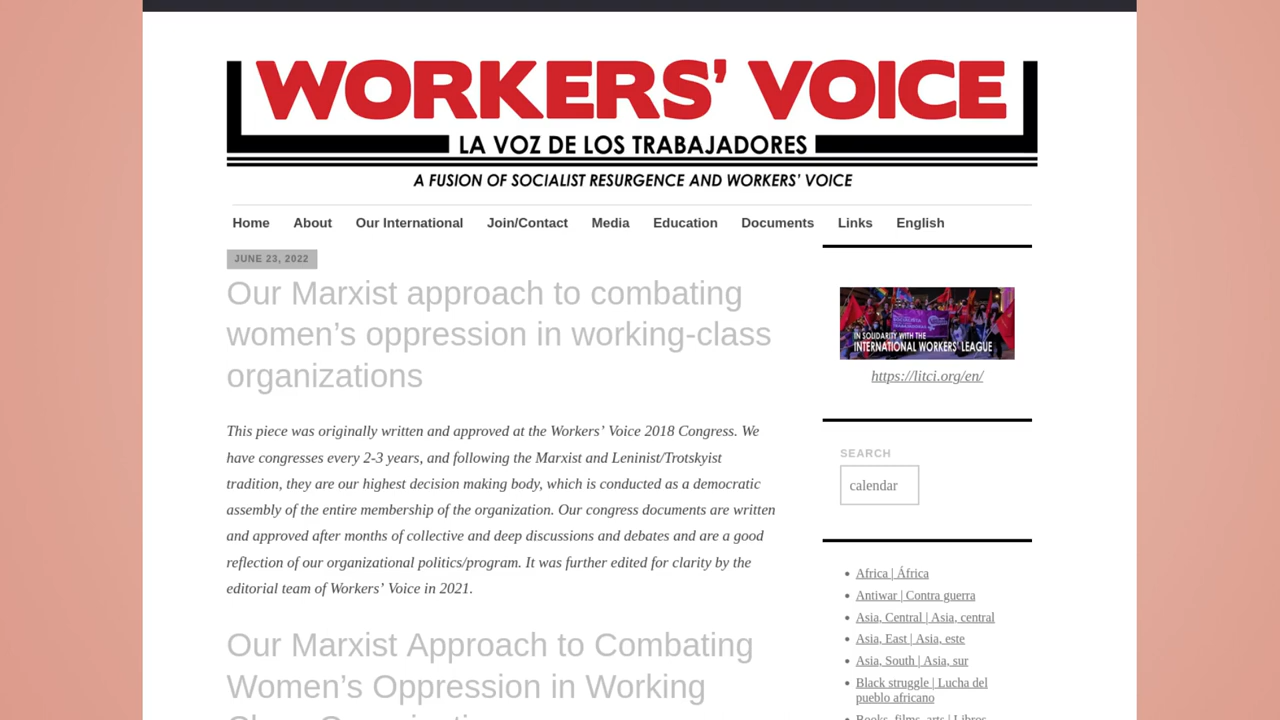 WORKERS' VOICE
LA VOZ DE LOS TRABAJADORES
A FUSION OF SOCIALIST RESURGENCE AND WORKERS' VOICE
Home About Our International Join/Contact Media Education Documents Links English
JUNE 23, 2022
Our Marxist approach to combating
women’s oppression in working-class
organizations
This piece was originally written and approved at the Workers’ Voice 2018 Congress. We
have congresses every 2-3 years, and following the Marxist and Leninist/Trotskyist
tradition, they are our highest decision making body, which is conducted as a democratic
assembly of the entire membership of the organization. Our congress documents are written
and approved after months of collective and deep discussions and debates and are a good
reflection of our organizational politics/program. It was further edited for clarity by the
editorial team of Workers’ Voice in 2021.
Our Marxist Approach to Combating
Women’s Oppression in Working
IN SOLIDARITY WITH THE
INTERNATIONAL WORKERS' LEAGUE
https://litci.org/en/
SEARCH
calendar
Africa | África
Antiwar | Contra guerra
Asia, Central | Asia, central
Asia, East | Asia, este
Asia, South | Asia, sur
Black struggle | Lucha del
pueblo africano
Books, films, arts | Libros,